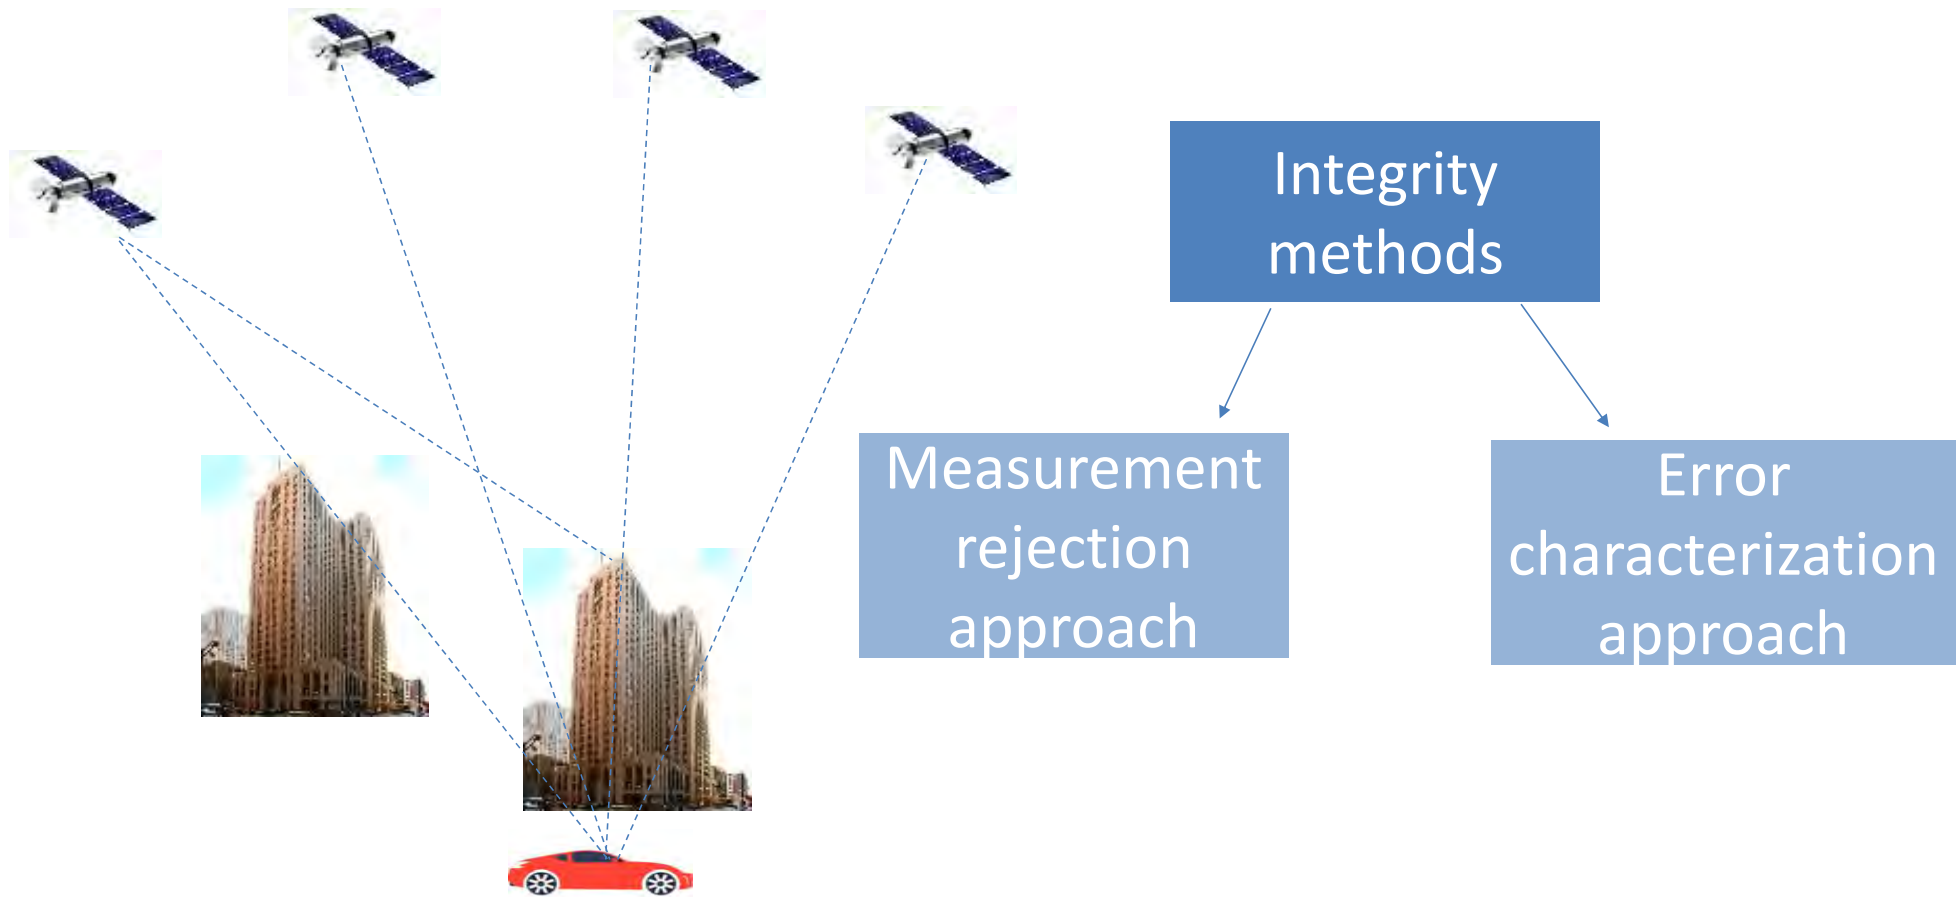 Integrity
methods
Measurement
rejection
approach
Error
characterization
approach